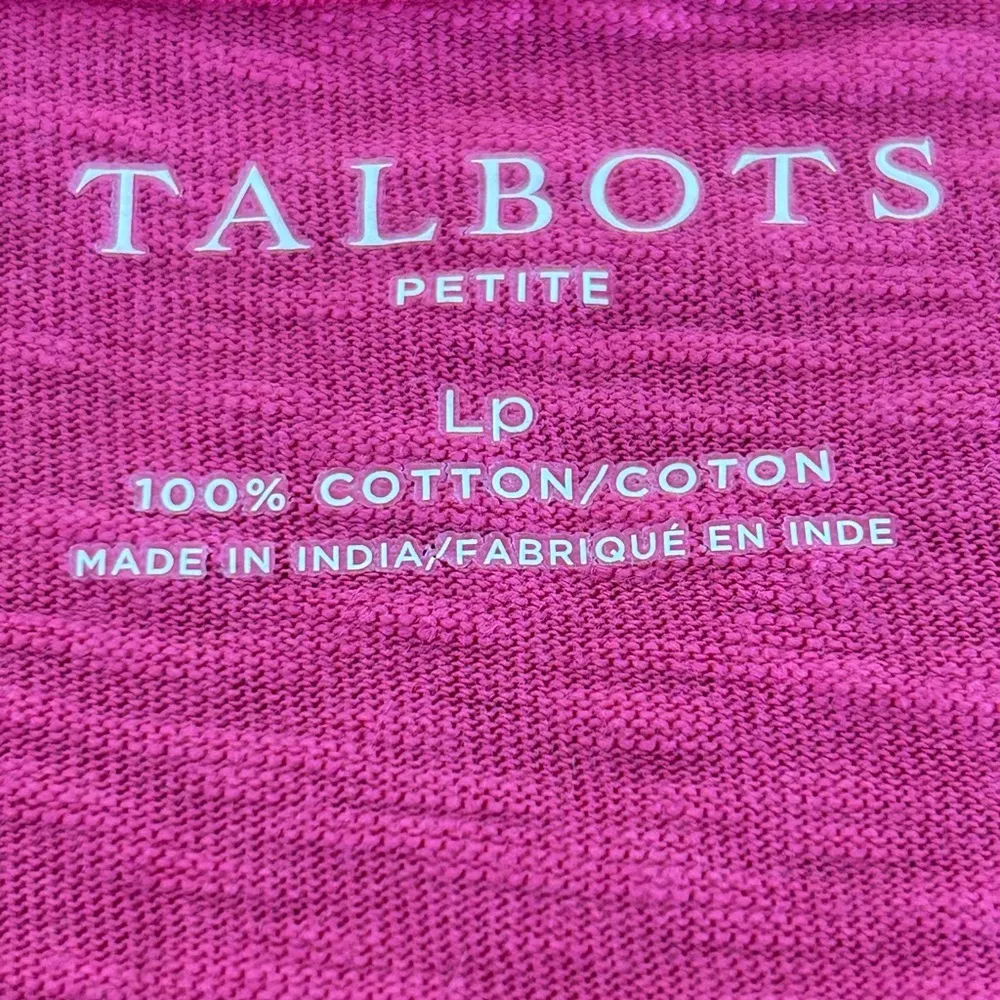 TALBOTS
PETITE
Lp
100% COTTON/COTON
MADE IN INDIA/FABRIQUÉ EN INDE